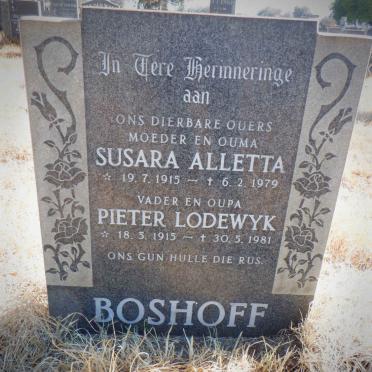 In Tere Herinneringe
aan
ONS DIERBARE OUERS
MOEDER EN OUMA
SUSARA ALLETTA
☆ 19.7.1915 — † 6.2.1979
VADER EN OUPA
PIETER LODEWYK
☆ 18.3.1915 — † 30.5.1981
ONS GUN HULLE DIE RUS.
BOSHOFF